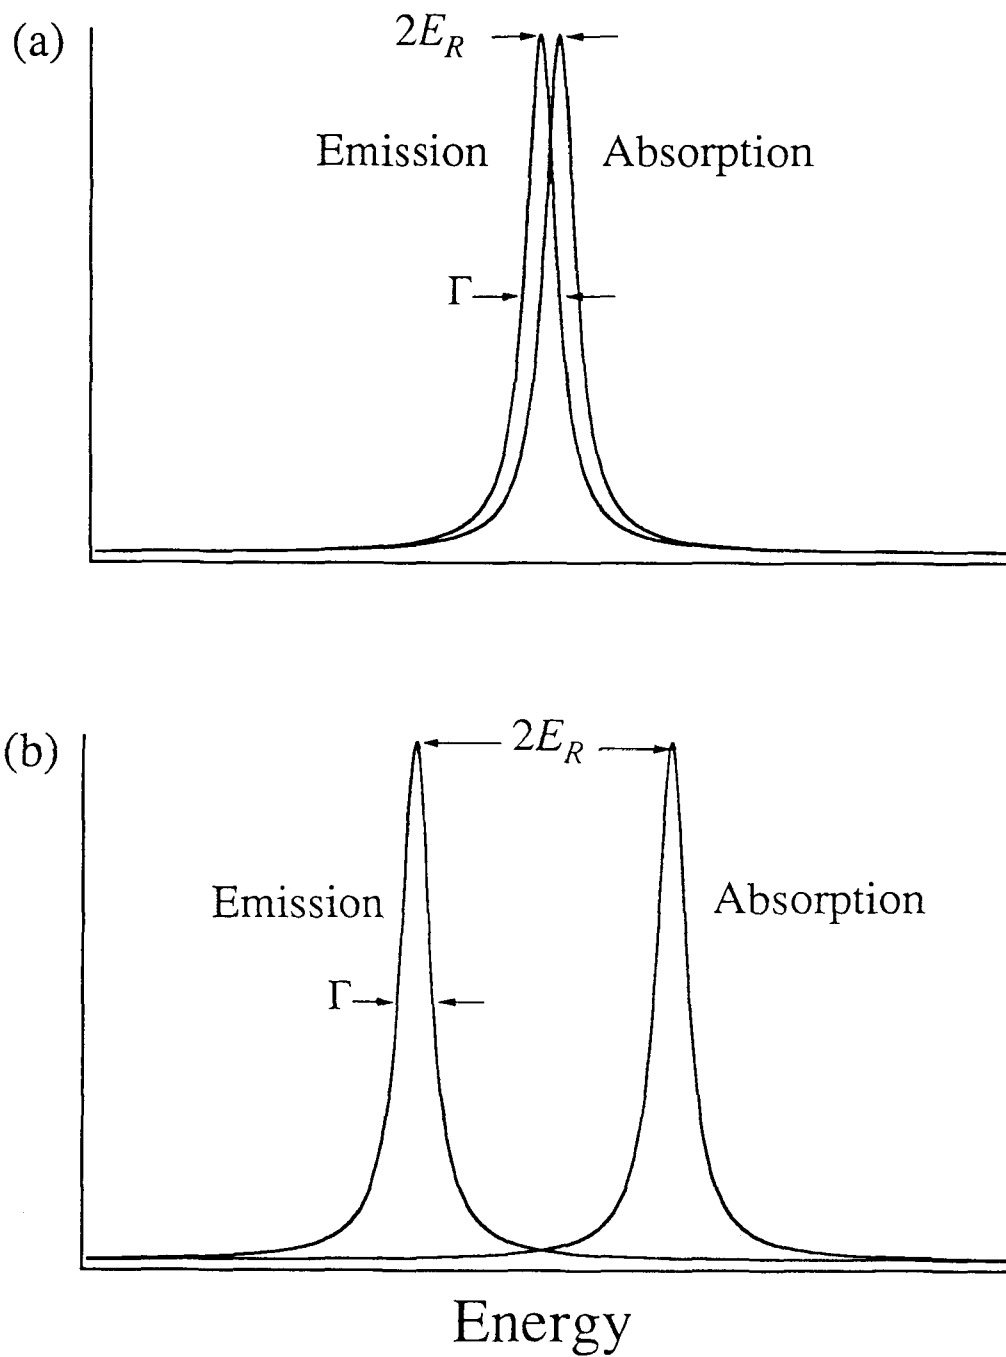 (a)
2E_R
Emission
Absorption
Γ
(b)
2E_R
Emission
Absorption
Γ
Energy